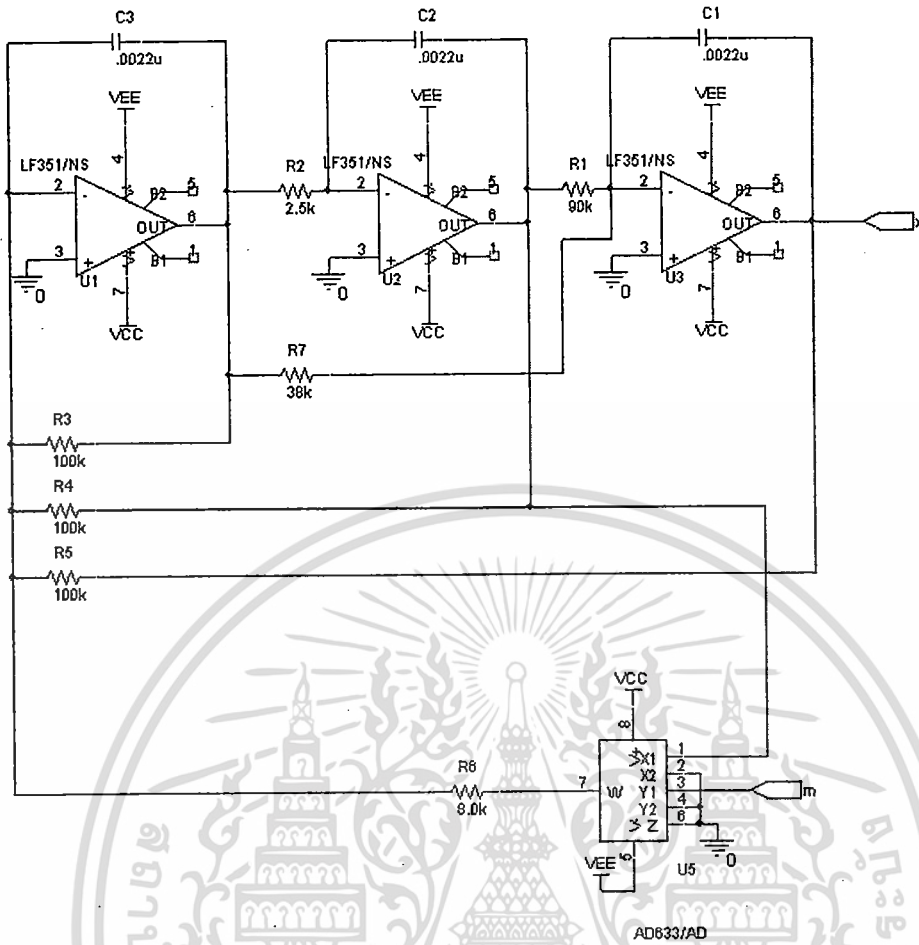 C3
.0022u
C2
.0022u
C1
.0022u
VEE
4
LF351/NS
2
-
B2
5
OUT
6
3
+
B1
1
U1
0
7
VCC
R2
2.5k
VEE
4
LF351/NS
2
-
B2
5
OUT
6
3
+
B1
1
U2
0
7
VCC
R1
90k
VEE
4
LF351/NS
2
-
B2
5
OUT
6
3
+
B1
1
U3
0
7
VCC
R7
38k
R3
100k
R4
100k
R5
100k
VCC
8
R6
8.0k
7
W
X1
1
X2
2
Y1
3
m
Y2
4
Z
6
0
VEE
5
U5
AD633/AD